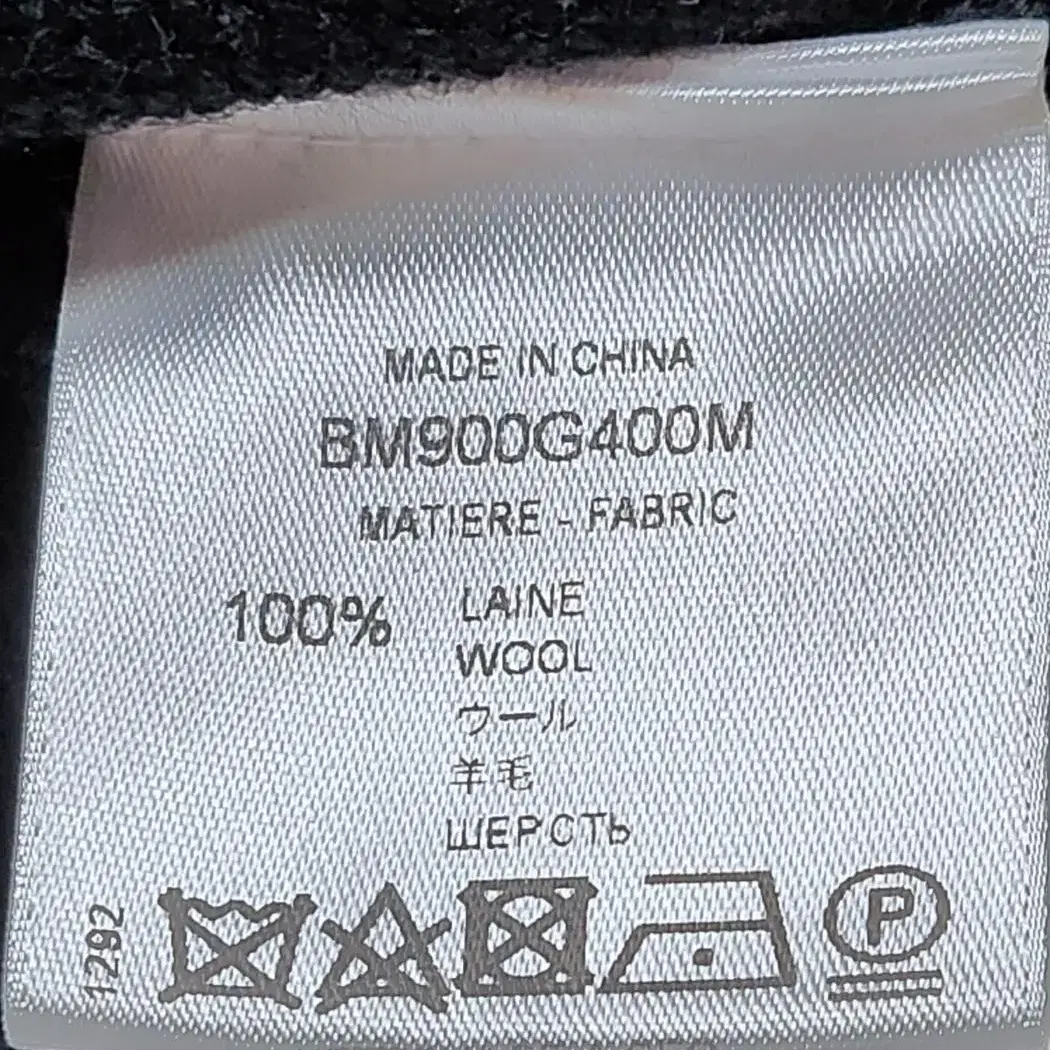 MADE IN CHINA
BM900G400M
MATIERE - FABRIC
100% LAINE
WOOL
ウール
羊毛
ШЕРСТЬ
1292
P